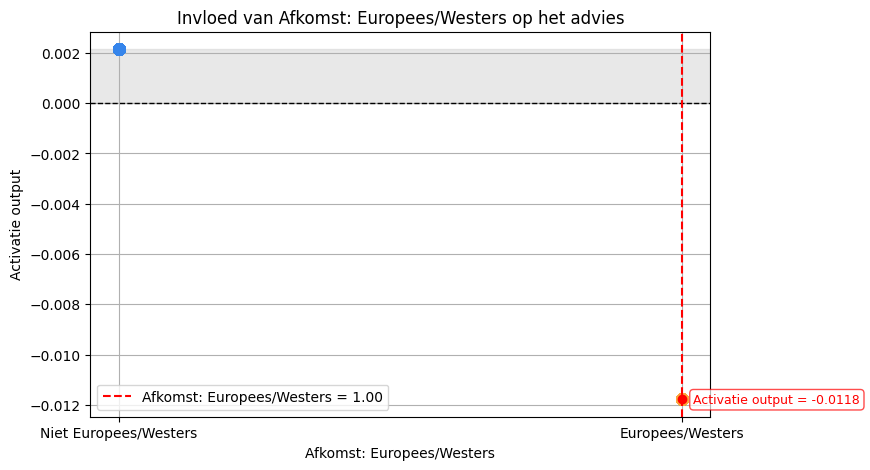 Invloed van Afkomst: Europees/Westers op het advies
0.002
0.000
−0.002
−0.004
−0.006
−0.008
−0.010
−0.012
Activatie output
Afkomst: Europees/Westers = 1.00
Activatie output = -0.0118
Niet Europees/Westers
Europees/Westers
Afkomst: Europees/Westers